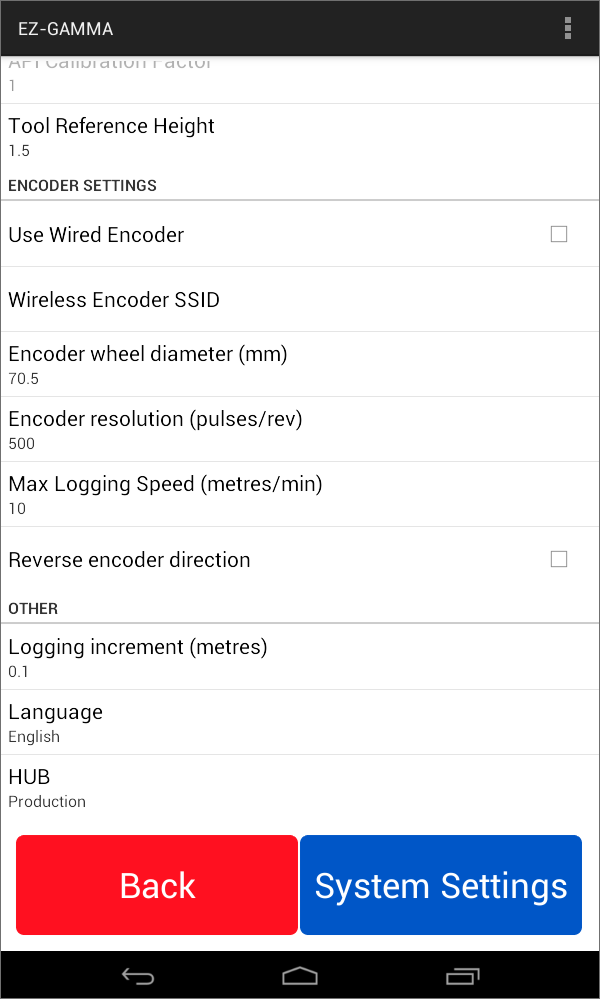 EZ-GAMMA
API Calibration Factor
1
Tool Reference Height
1.5
ENCODER SETTINGS
Use Wired Encoder
Wireless Encoder SSID
Encoder wheel diameter (mm)
70.5
Encoder resolution (pulses/rev)
500
Max Logging Speed (metres/min)
10
Reverse encoder direction
OTHER
Logging increment (metres)
0.1
Language
English
HUB
Production
Back
System Settings